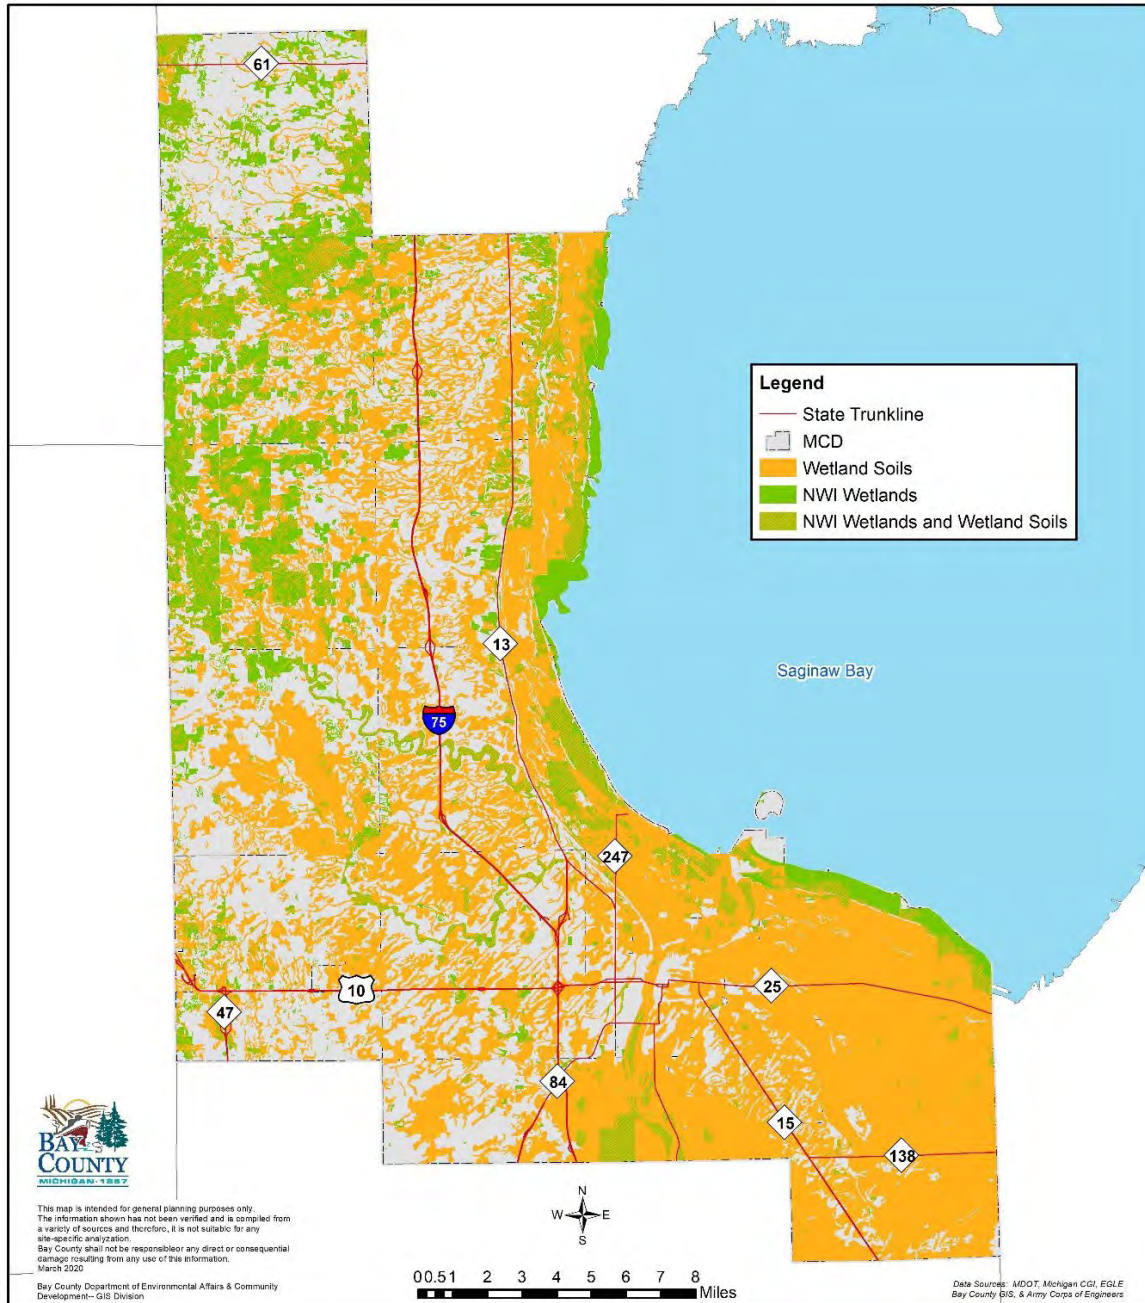 61
Legend
State Trunkline
MCD
Wetland Soils
NWI Wetlands
NWI Wetlands and Wetland Soils
13
Saginaw Bay
75
247
10
25
47
84
15
138
BAY
COUNTY
MICHIGAN-1857
This map is intended for general planning purposes only.
The information shown has not been verified and is compiled from
a variety of sources and therefore, it is not suitable for any
site-specific analyzation.
Bay County shall not be responsibleor any direct or consequential
damage resulting from any use of this information.
March 2020
Bay County Department of Environmental Affairs & Community
Development-- GIS Division
N
W E
S
0 0.5 1 2 3 4 5 6 7 8
Miles
Data Sources: MDOT, Michigan CGI, EGLE
Bay County GIS, & Army Corps of Engineers